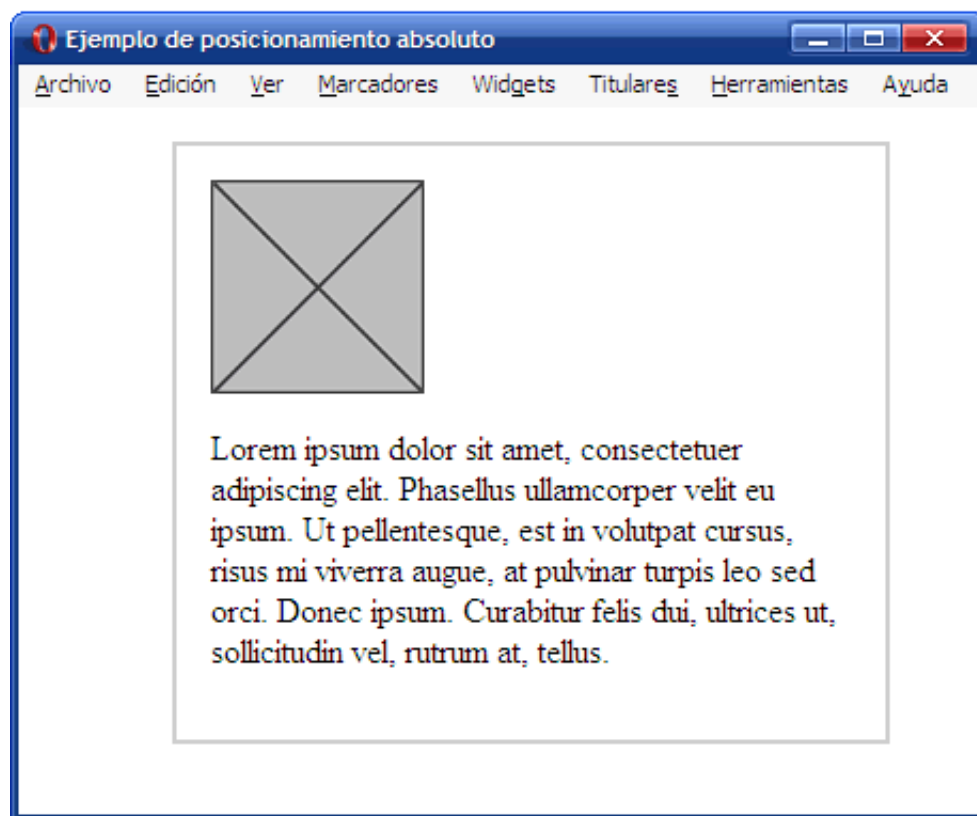 Ejemplo de posicionamiento absoluto
Archivo Edición Ver Marcadores Widgets Titulares Herramientas Ayuda
Lorem ipsum dolor sit amet, consectetuer
adipiscing elit. Phasellus ullamcorper velit eu
ipsum. Ut pellentesque, est in volutpat cursus,
risus mi viverra augue, at pulvinar turpis leo sed
orci. Donec ipsum. Curabitur felis dui, ultrices ut,
sollicitudin vel, rutrum at, tellus.